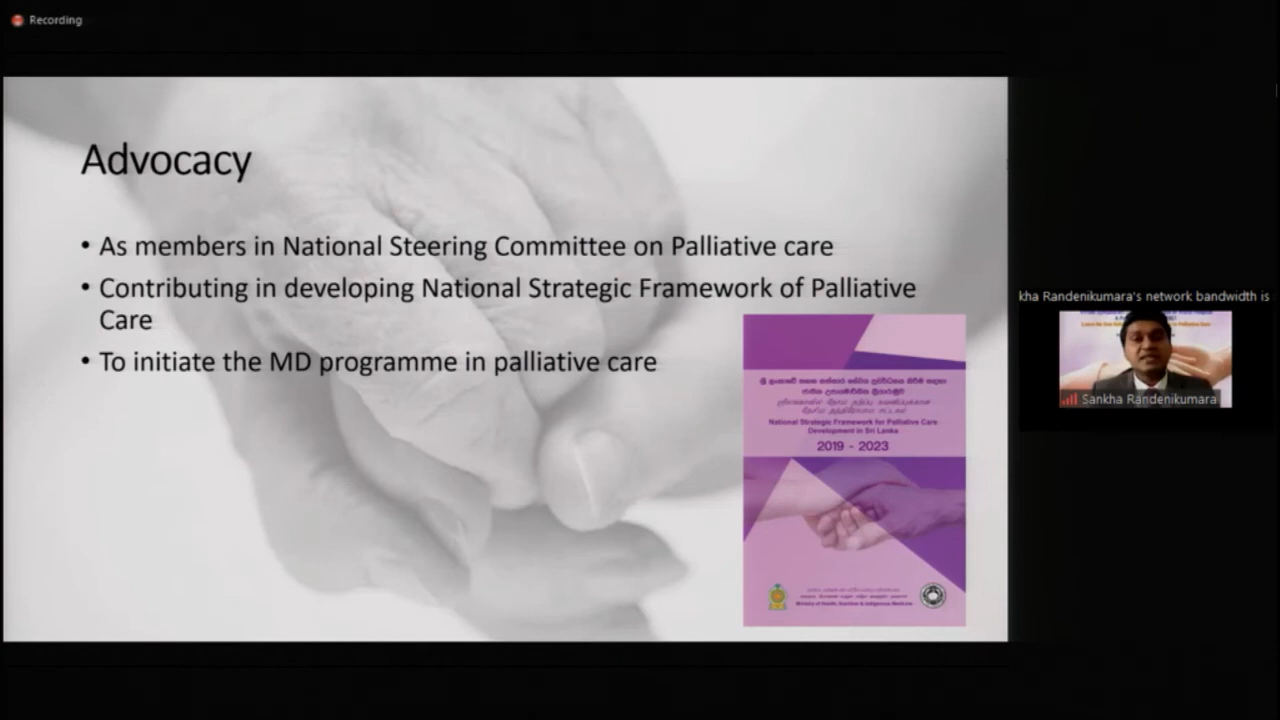 Recording
Advocacy
• As members in National Steering Committee on Palliative care
• Contributing in developing National Strategic Framework of Palliative
Care
• To initiate the MD programme in palliative care
National Strategic Framework for Palliative Care
Development in Sri Lanka
2019 - 2023
Ministry of Health, Nutrition & Indigenous Medicine
kha Randenikumara's network bandwidth is
Sankha Randenikumara